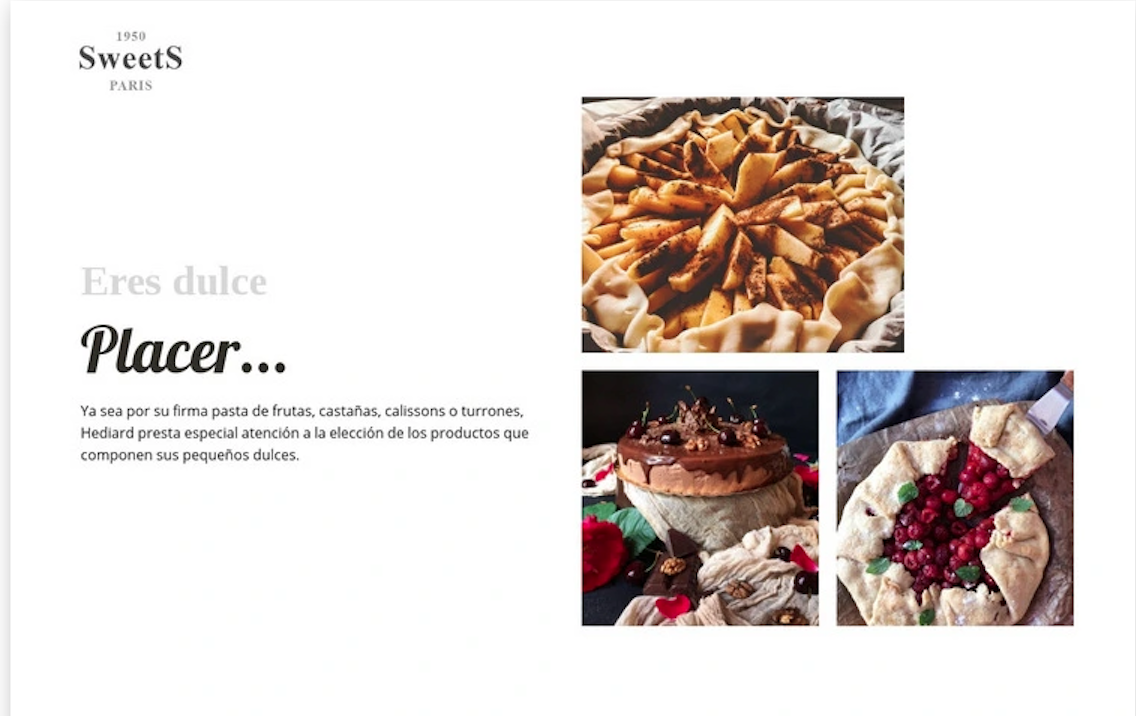 1950
SweetS
PARIS
Eres dulce
Placer...
Ya sea por su firma pasta de frutas, castañas, calissons o turrones,
Hediard presta especial atención a la elección de los productos que
componen sus pequeños dulces.